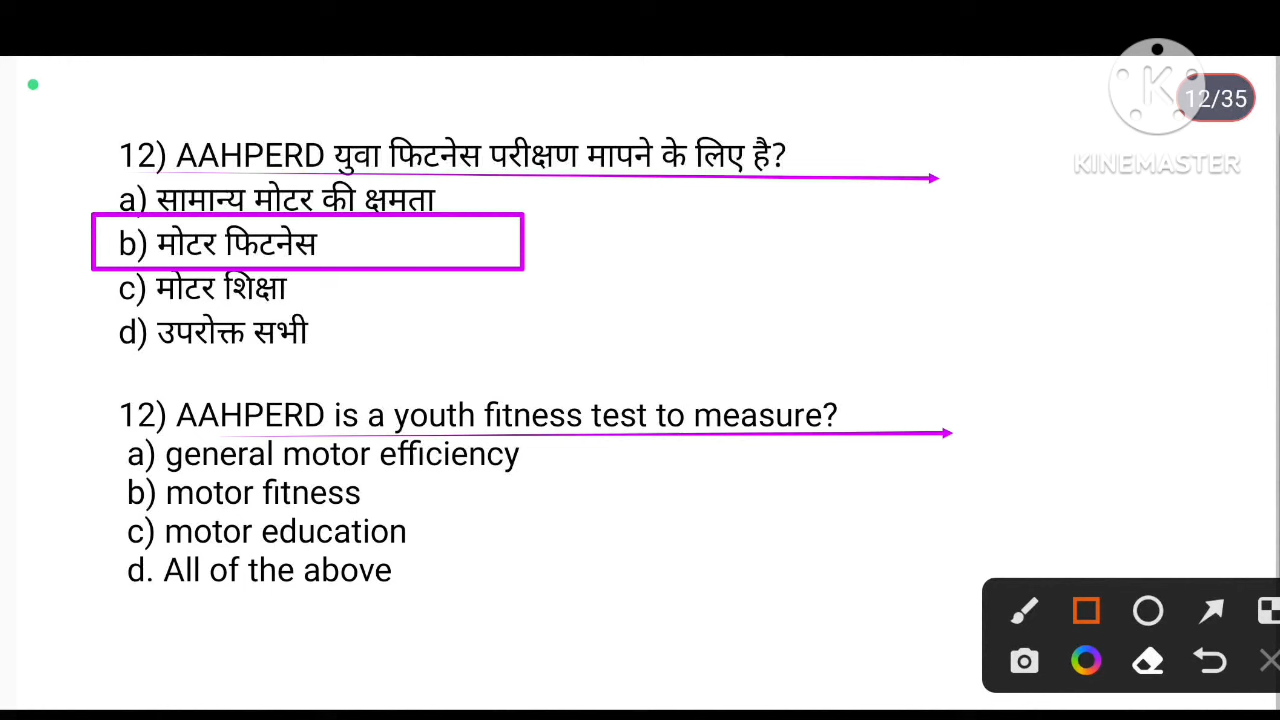 12/35
KINEMASTER
12) AAHPERD युवा फिटनेस परीक्षण मापने के लिए है?
a) सामान्य मोटर की क्षमता
b) मोटर फिटनेस
c) मोटर शिक्षा
d) उपरोक्त सभी
12) AAHPERD is a youth fitness test to measure?
a) general motor efficiency
b) motor fitness
c) motor education
d. All of the above